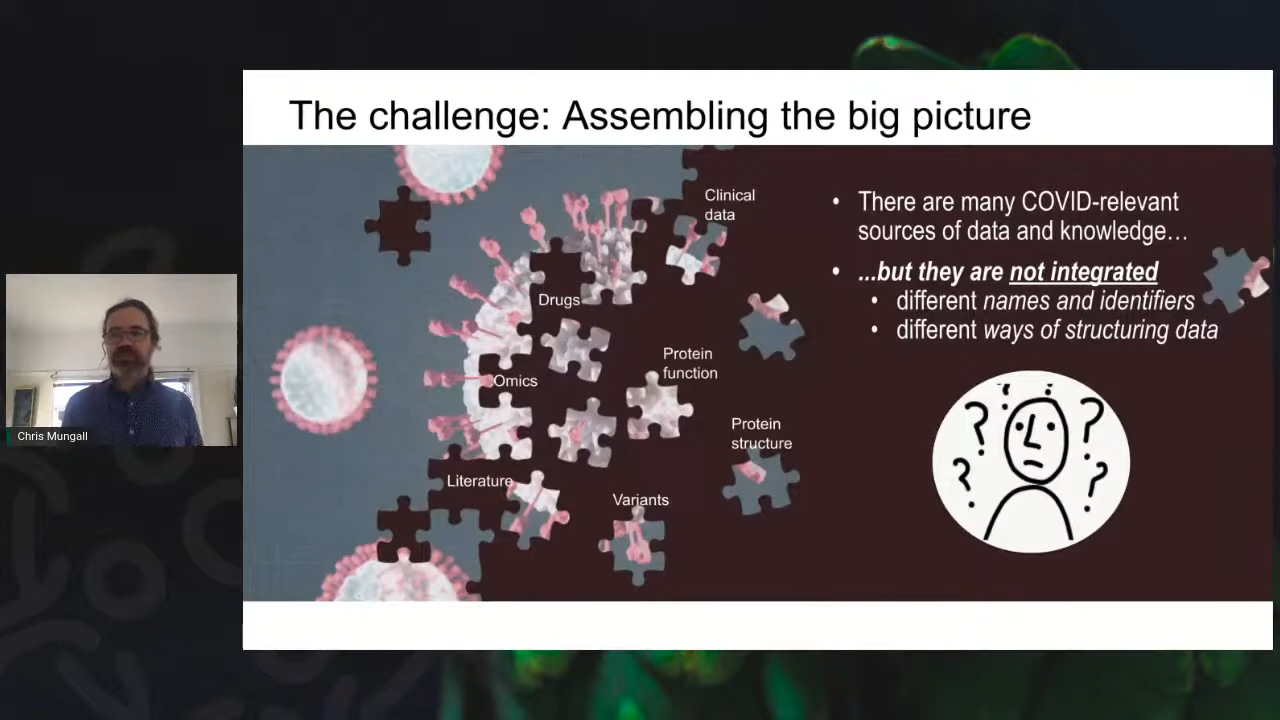 The challenge: Assembling the big picture
Clinical
data
Drugs
Protein
function
Omics
Protein
structure
Literature
Variants
• There are many COVID-relevant
sources of data and knowledge…
• ...but they are not integrated
• different names and identifiers
• different ways of structuring data
? ? ? ?
Chris Mungall